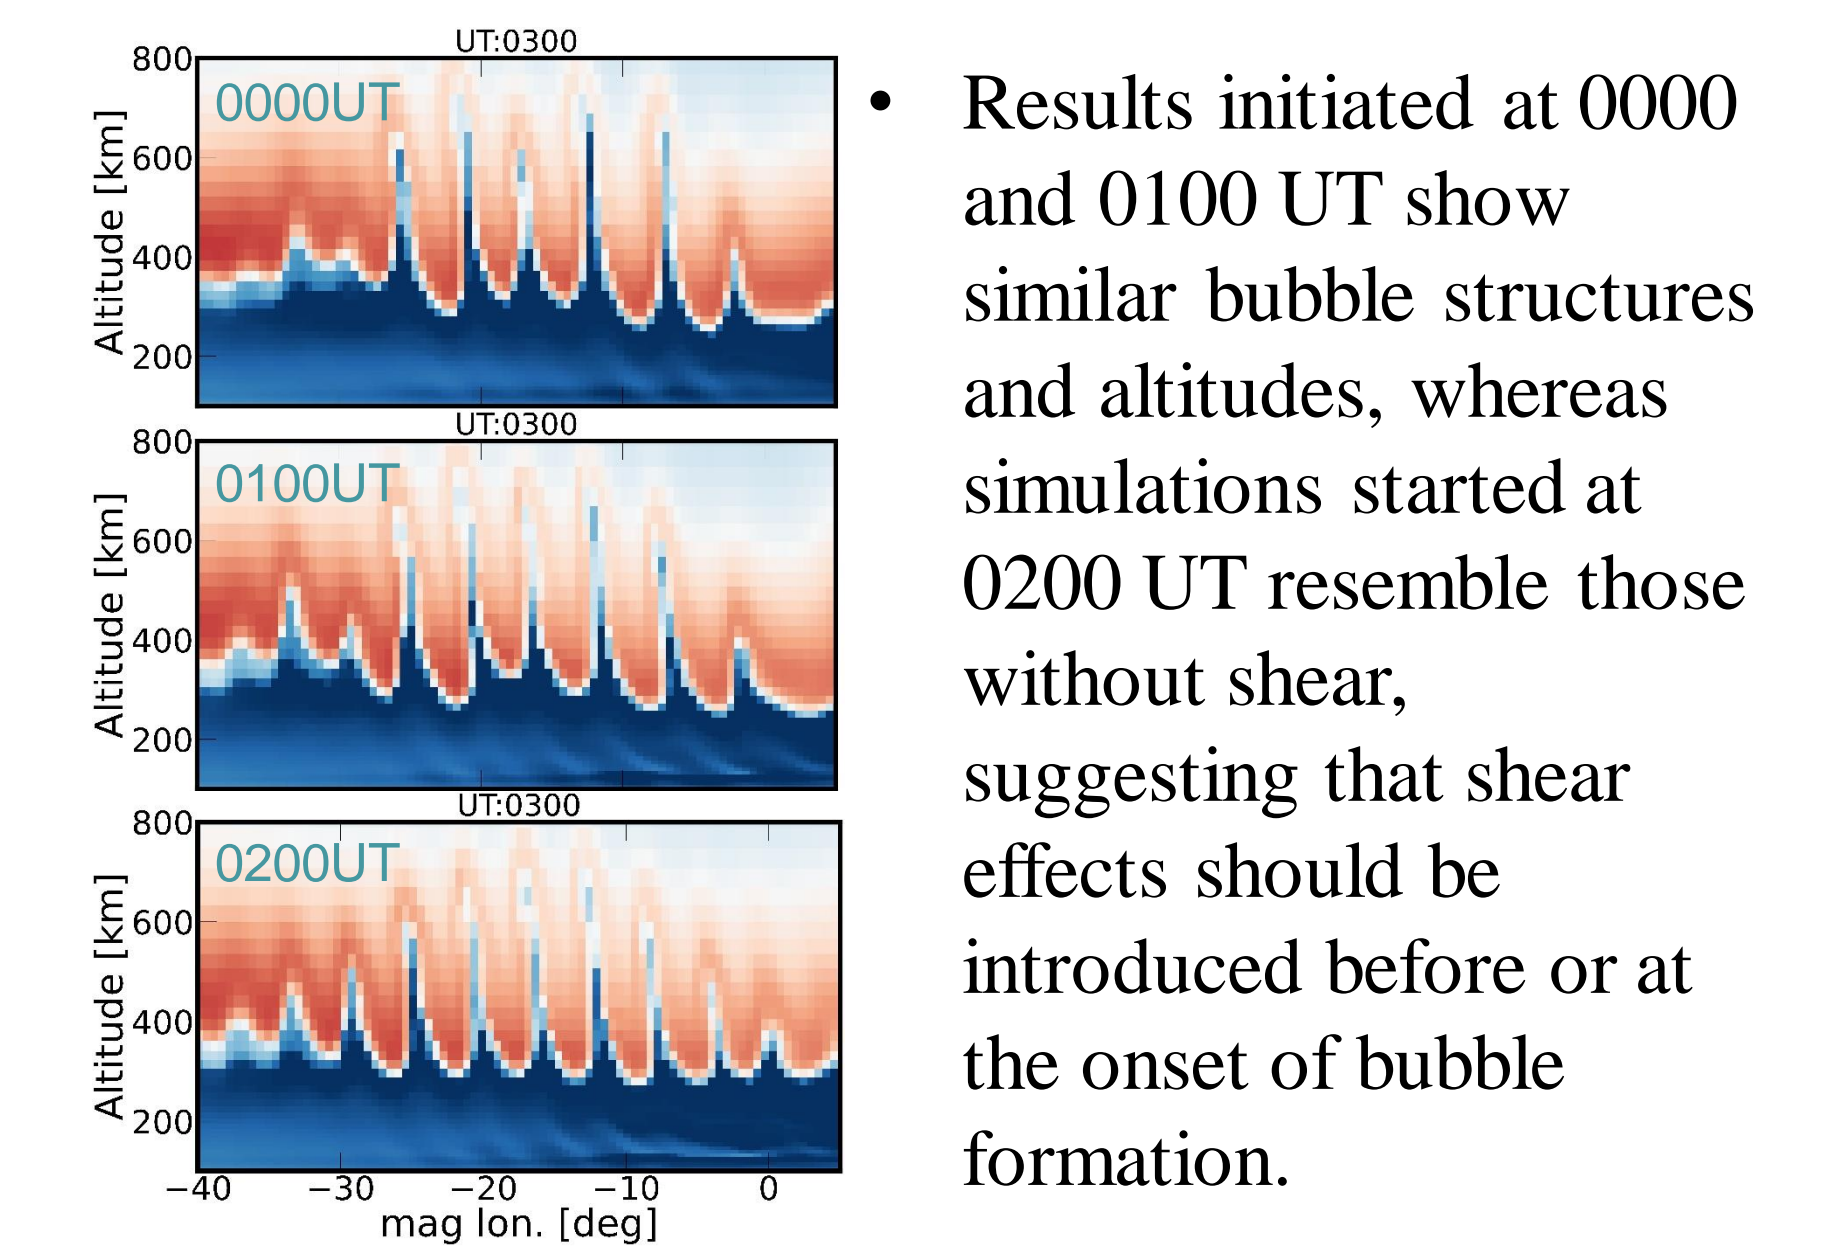 UT:0300
0000UT
800
600
400
200
Altitude [km]
UT:0300
0100UT
800
600
400
200
Altitude [km]
UT:0300
0200UT
800
600
400
200
Altitude [km]
−40 −30 −20 −10 0
mag lon. [deg]
• Results initiated at 0000
and 0100 UT show
similar bubble structures
and altitudes, whereas
simulations started at
0200 UT resemble those
without shear,
suggesting that shear
effects should be
introduced before or at
the onset of bubble
formation.